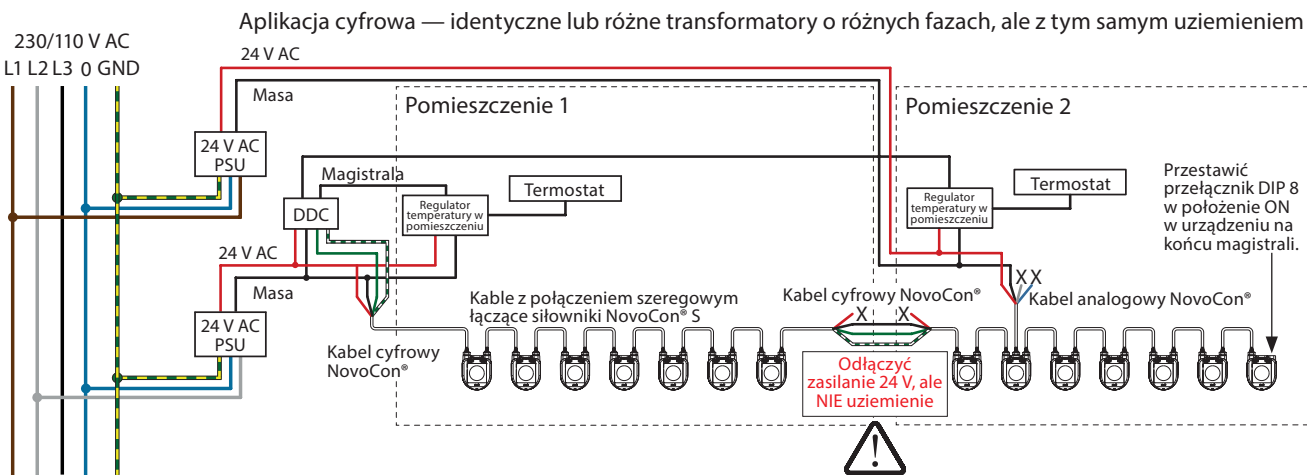 Aplikacja cyfrowa — identyczne lub różne transformatory o różnych fazach, ale z tym samym uziemieniem
230/110 V AC
L1 L2 L3 0 GND
24 V AC
Masa
24 V AC
PSU
Pomieszczenie 1
Pomieszczenie 2
Magistrala
DDC
Regulator
temperatury w
pomieszczeniu
Termostat
Regulator
temperatury w
pomieszczeniu
Termostat
Przestawić
przełącznik DIP 8
w położenie ON
w urządzeniu na
końcu magistrali.
24 V AC
Masa
24 V AC
PSU
Kabel cyfrowy
NovoCon®
Kable z połączeniem szeregowym
łączące siłowniki NovoCon® S
Kabel cyfrowy NovoCon®
X X
X X
Kabel analogowy NovoCon®
Odłączyć
zasilanie 24 V, ale
NIE uziemienie
!